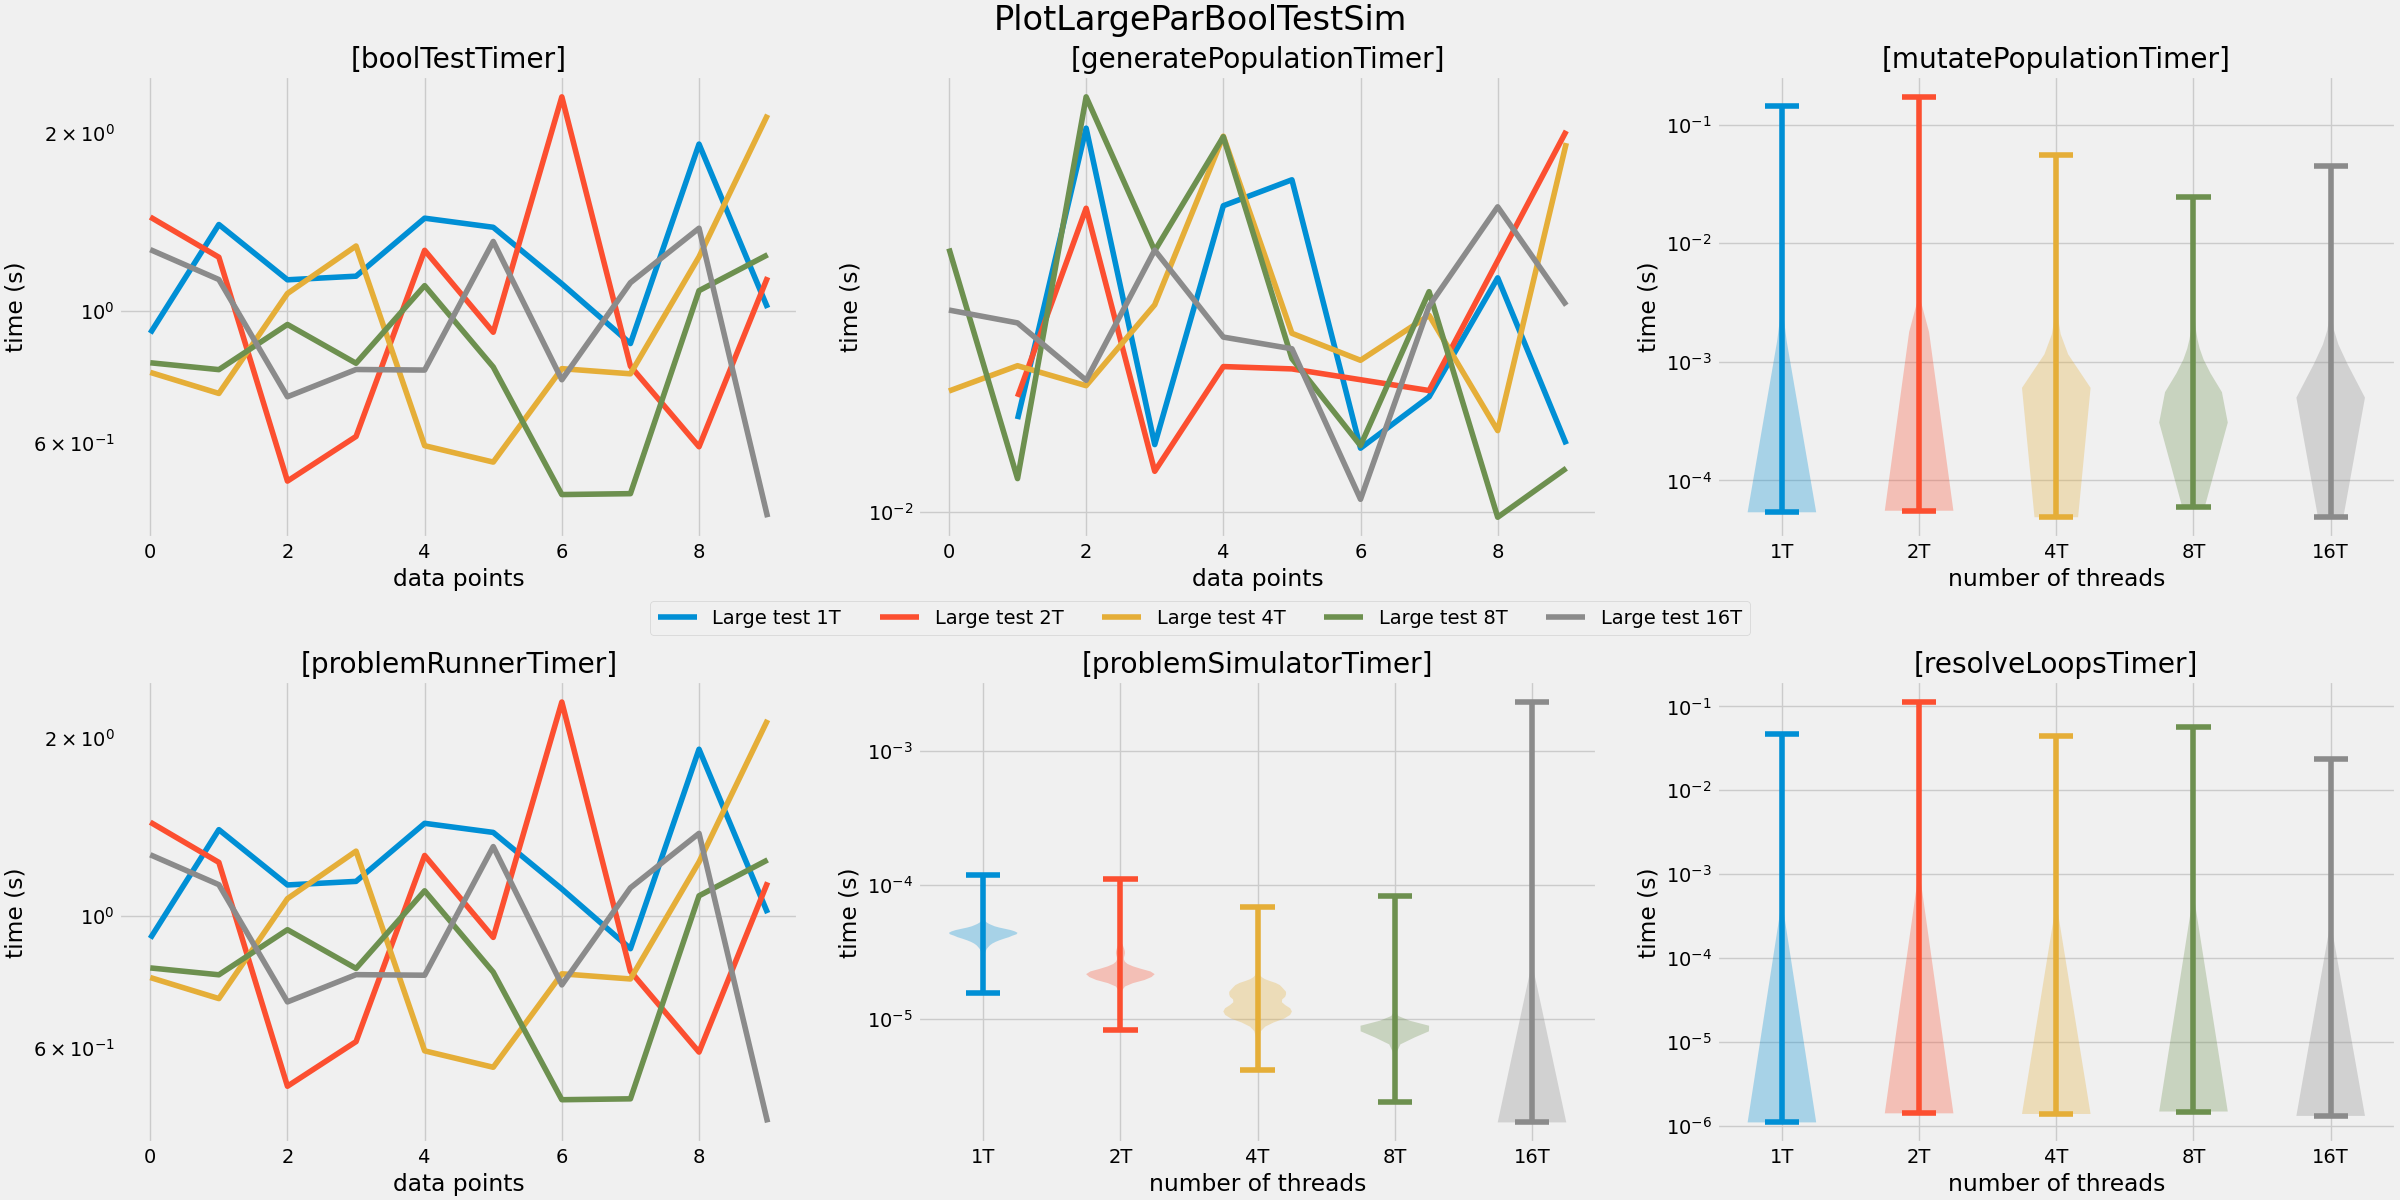 PlotLargeParBoolTestSim
[boolTestTimer]
2 × 10⁰
10⁰
6 × 10⁻¹
time (s)
0 2 4 6 8
data points
[generatePopulationTimer]
10⁻²
time (s)
0 2 4 6 8
data points
[mutatePopulationTimer]
10⁻¹
10⁻²
10⁻³
10⁻⁴
time (s)
1T 2T 4T 8T 16T
number of threads
Large test 1T Large test 2T Large test 4T Large test 8T Large test 16T
[problemRunnerTimer]
2 × 10⁰
10⁰
6 × 10⁻¹
time (s)
0 2 4 6 8
data points
[problemSimulatorTimer]
10⁻³
10⁻⁴
10⁻⁵
time (s)
1T 2T 4T 8T 16T
number of threads
[resolveLoopsTimer]
10⁻¹
10⁻²
10⁻³
10⁻⁴
10⁻⁵
10⁻⁶
time (s)
1T 2T 4T 8T 16T
number of threads